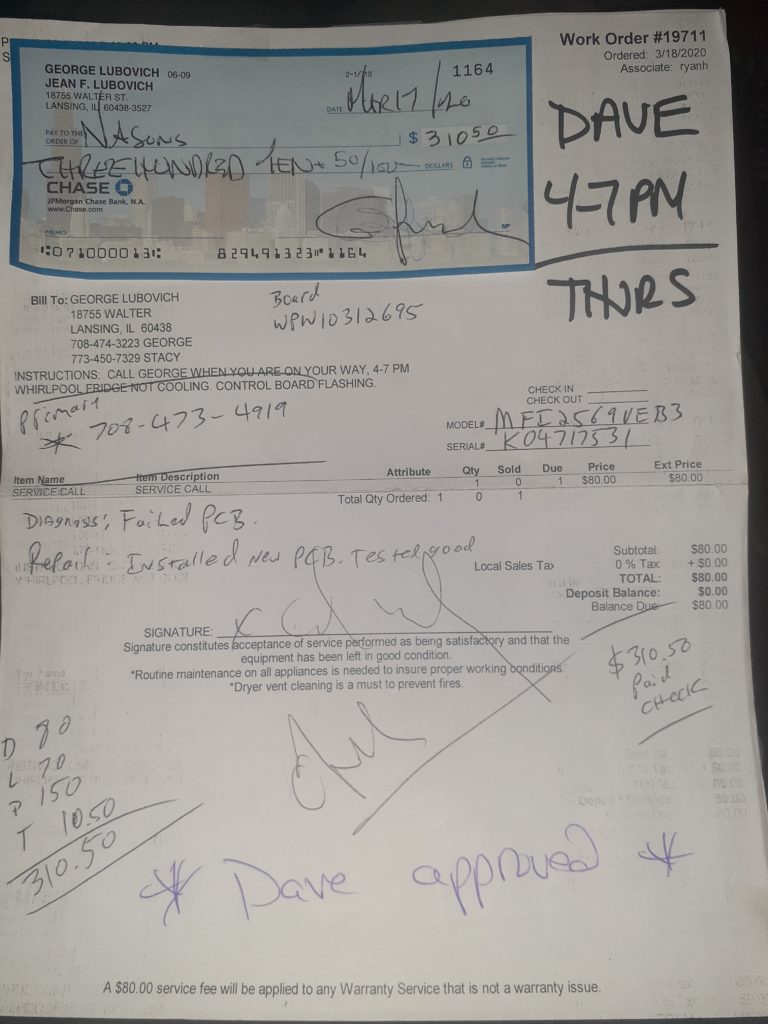 Work Order #19711
Ordered: 3/18/2020
Associate: ryanh
GEORGE LUBOVICH 06-09
JEAN F. LUBOVICH
18755 WALTER ST.
LANSING, IL 60438-3527
2-1/710
1164
DATE MAR 17/20
PAY TO THE ORDER OF NASONS $ 310 50
THREE HUNDRED TEN + 50/100 DOLLARS
CHASE
JPMorgan Chase Bank, N.A.
www.Chase.com
MEMO
MP
⑆071000013⑆ 829491323⑈1164
DAVE
4-7 PM
THURS
Bill To: GEORGE LUBOVICH
18755 WALTER
LANSING, IL 60438
708-474-3223 GEORGE
773-450-7329 STACY
Board
WPW10312695
INSTRUCTIONS: CALL GEORGE WHEN YOU ARE ON YOUR WAY, 4-7 PM
WHIRLPOOL FRIDGE NOT COOLING. CONTROL BOARD FLASHING.
Primary
* 708-473-4919
CHECK IN
CHECK OUT
MODEL# MFI2569VEB3
SERIAL# K04717531
Item Name Item Description Attribute Qty Sold Due Price Ext Price
SERVICE CALL SERVICE CALL 1 0 1 $80.00 $80.00
Total Qty Ordered: 1 0 1
Diagnosis; Failed PCB.
Repair - Installed New PCB. Tested good
Local Sales Tax
Subtotal: $80.00
0 % Tax + $0.00
TOTAL: $80.00
Deposit Balance: $0.00
Balance Due: $80.00
SIGNATURE: X
Signature constitutes acceptance of service performed as being satisfactory and that the
equipment has been left in good condition.
*Routine maintenance on all appliances is needed to insure proper working conditions.
*Dryer vent cleaning is a must to prevent fires.
$310.50
Paid
CHECK
D 80
L 70
P 150
T 10.50
310.50
* Dave approved *
A $80.00 service fee will be applied to any Warranty Service that is not a warranty issue.